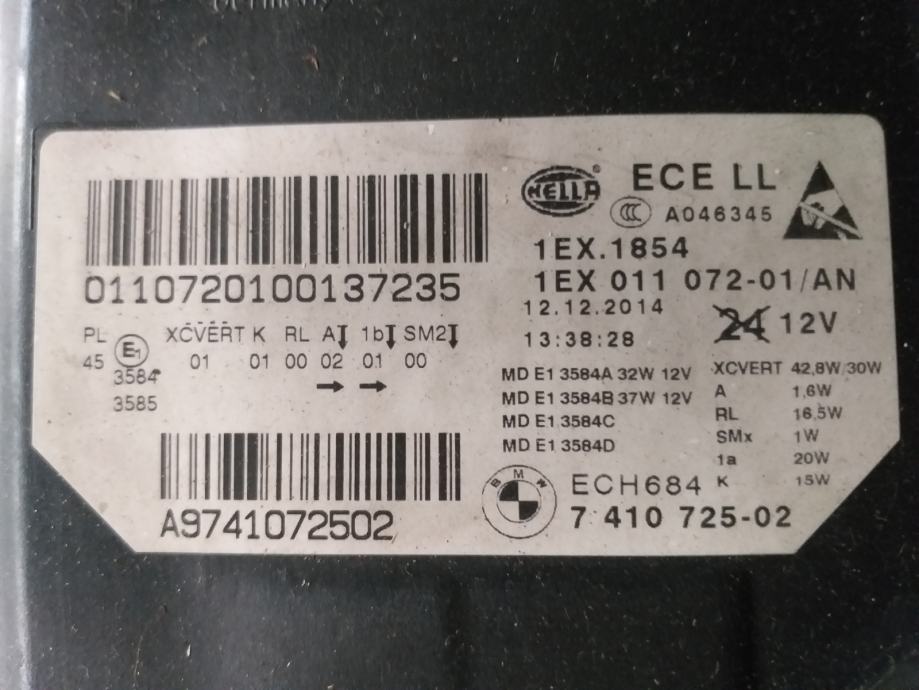 Germany
HELLA ® ECE LL
CCC A046345
1EX.1854
0110720100137235
1EX 011 072-01/AN
12.12.2014
24 12V
13:38:28
PL XCVERT K RL A 1b SM2
45 E1 01 01 00 02 01 00
3584
3585
MD E1 3584A 32W 12V
MD E1 3584B 37W 12V
MD E1 3584C
MD E1 3584D
XCVERT 42,8W/30W
A 1,6W
RL 16,5W
SMx 1W
1a 20W
K 15W
BMW
ECH684
7 410 725-02
A9741072502